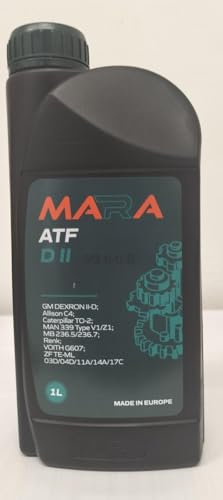 MARA
ATF
D II
GM DEXRON II-D;
Allison C4;
Caterpillar TO-2;
MAN 339 Type V1/Z1;
MB 236.5/236.7;
Renk;
VOITH G607;
ZF TE-ML
03D/04D/11A/14A/17C
1L
MADE IN EUROPE